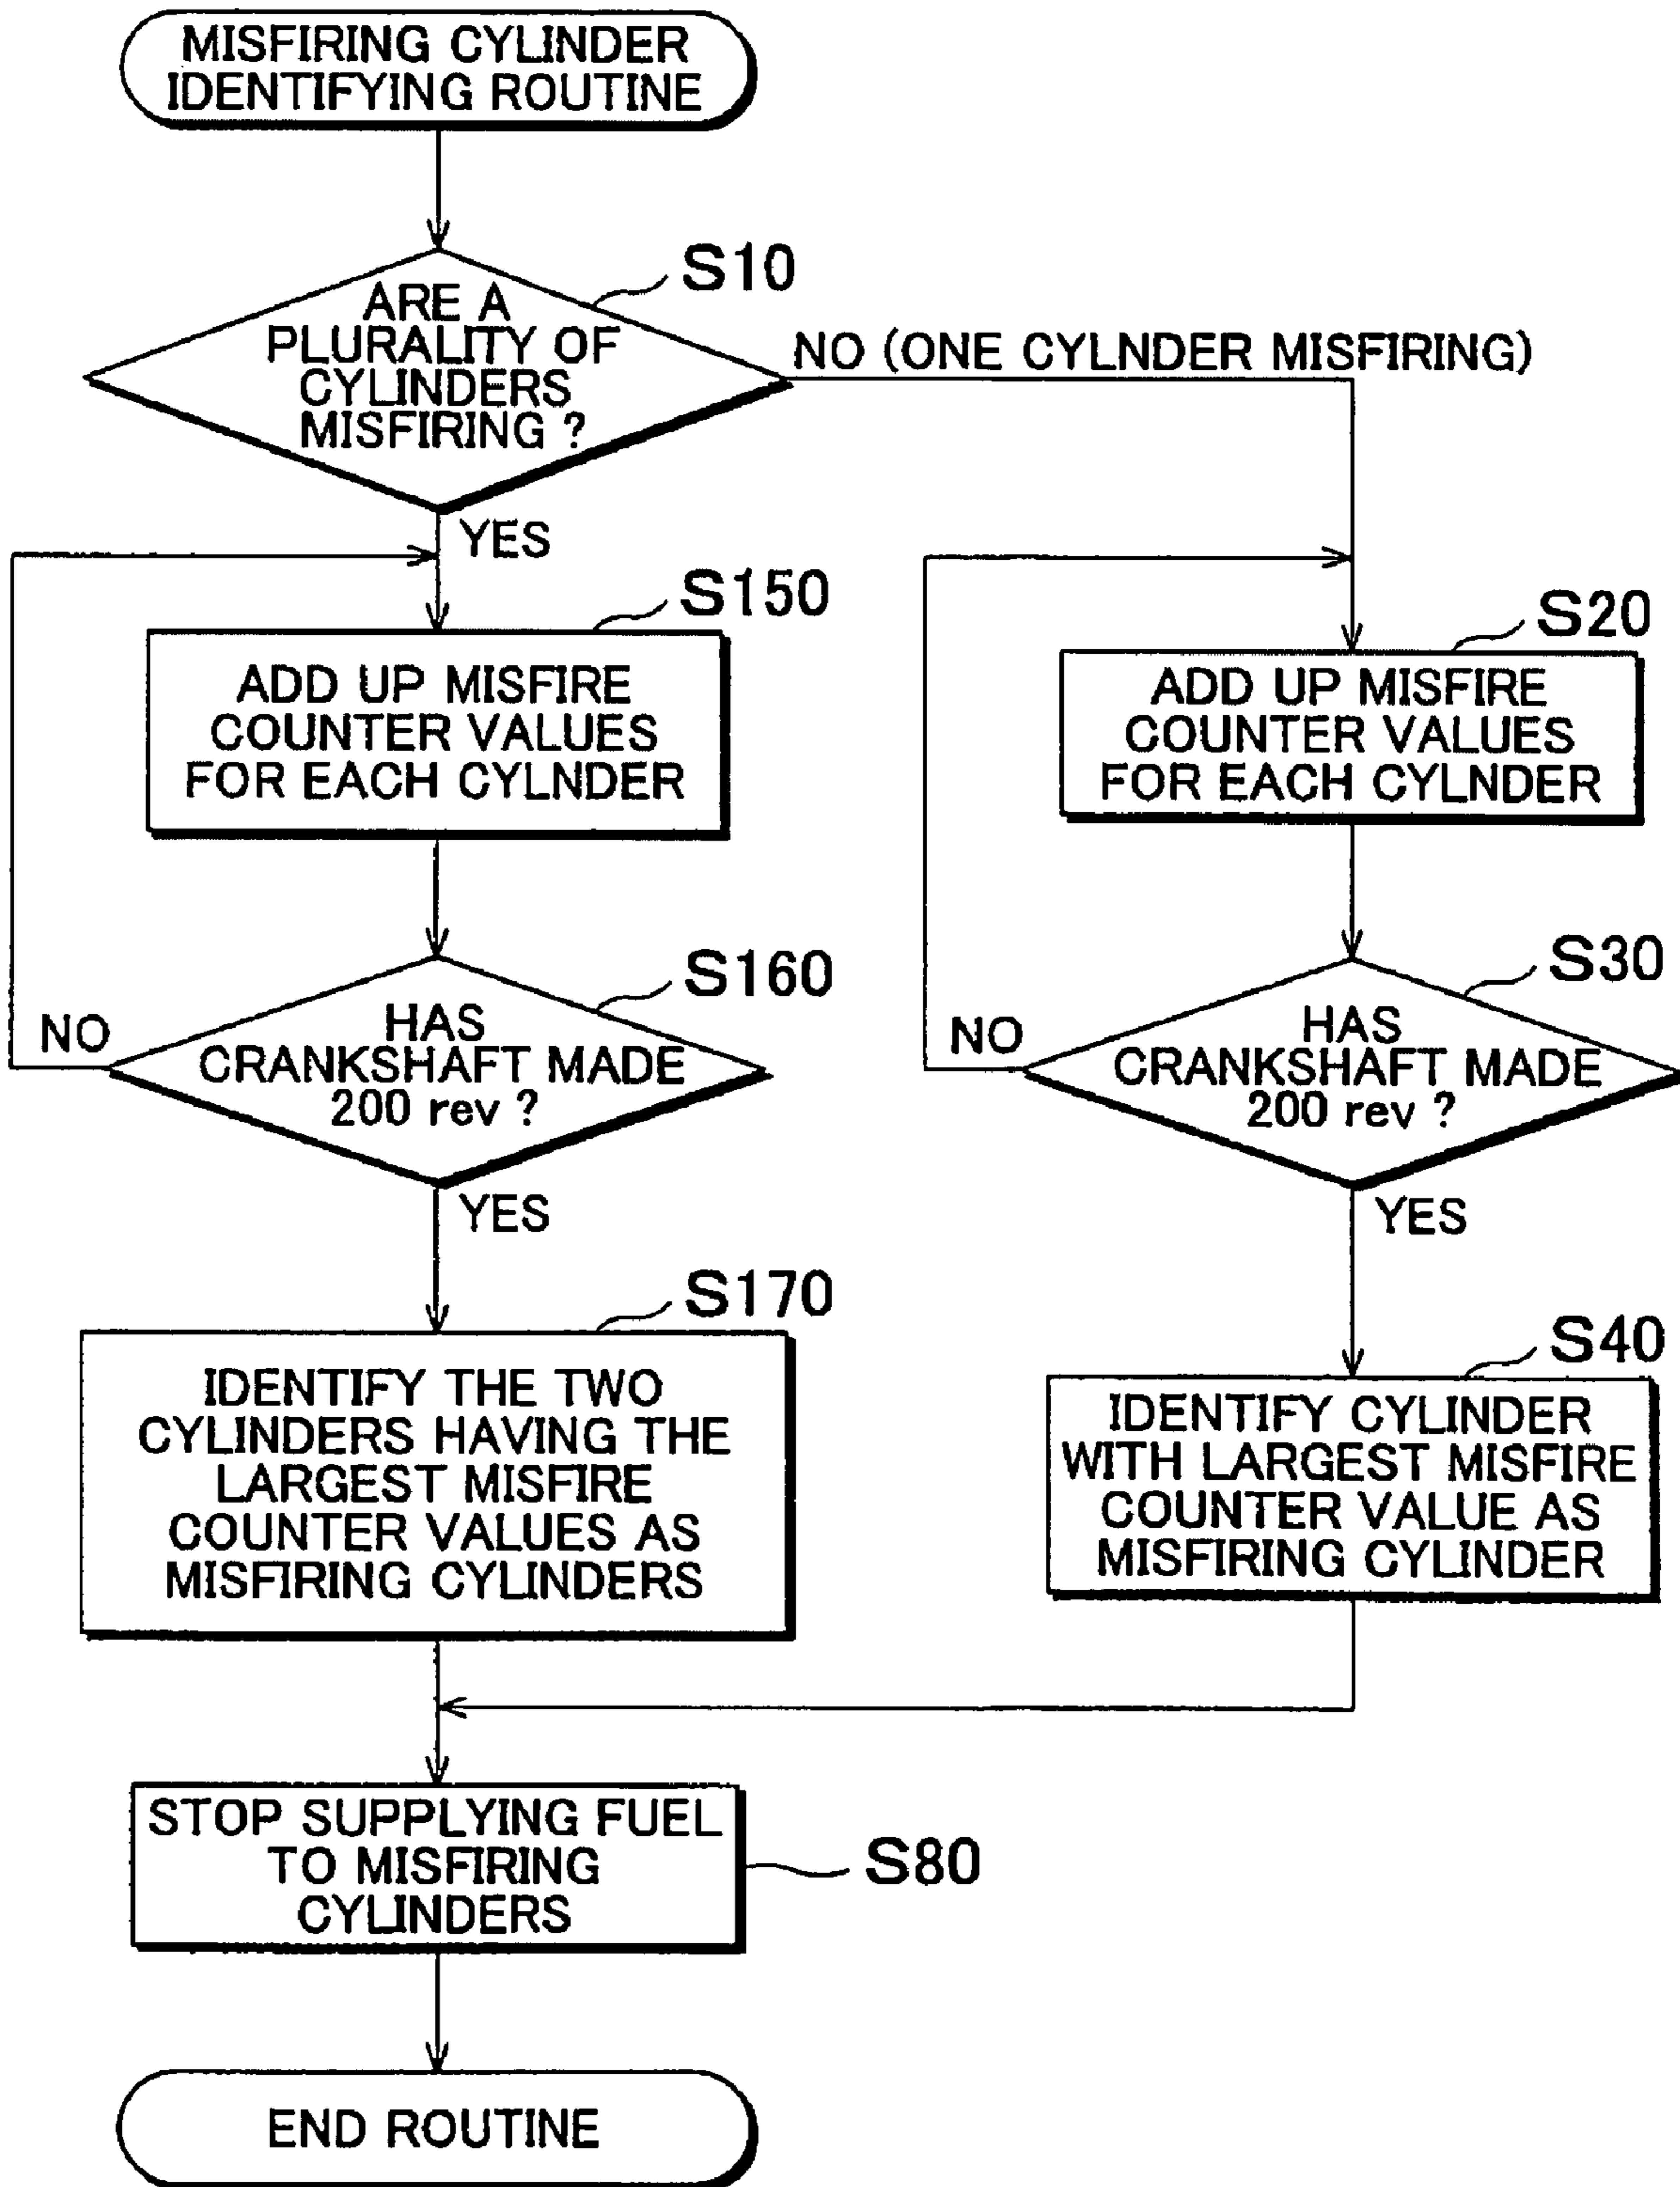 MISFIRING CYLINDER
IDENTIFYING ROUTINE
S10
ARE A
PLURALITY OF
CYLINDERS
MISFIRING ?
NO (ONE CYLNDER MISFIRING)
YES
S150
ADD UP MISFIRE
COUNTER VALUES
FOR EACH CYLNDER
S20
ADD UP MISFIRE
COUNTER VALUES
FOR EACH CYLNDER
S160
HAS
CRANKSHAFT MADE
200 rev ?
NO
YES
S30
HAS
CRANKSHAFT MADE
200 rev ?
NO
YES
S170
IDENTIFY THE TWO
CYLINDERS HAVING THE
LARGEST MISFIRE
COUNTER VALUES AS
MISFIRING CYLINDERS
S40
IDENTIFY CYLINDER
WITH LARGEST MISFIRE
COUNTER VALUE AS
MISFIRING CYLINDER
STOP SUPPLYING FUEL
TO MISFIRING
CYLINDERS
S80
END ROUTINE